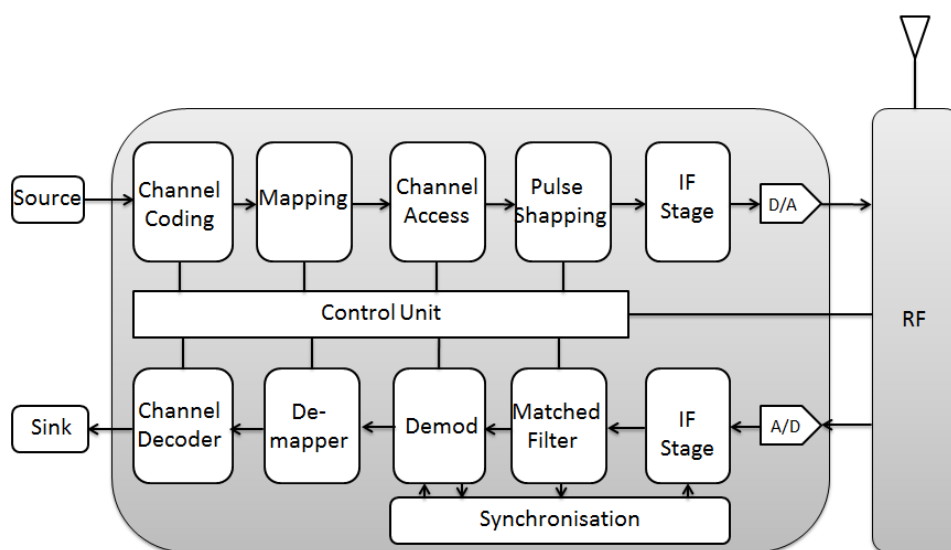 Source
Channel
Coding
Mapping
Channel
Access
Pulse
Shapping
IF
Stage
D/A
Control Unit
RF
Sink
Channel
Decoder
De-
mapper
Demod
Matched
Filter
IF
Stage
A/D
Synchronisation